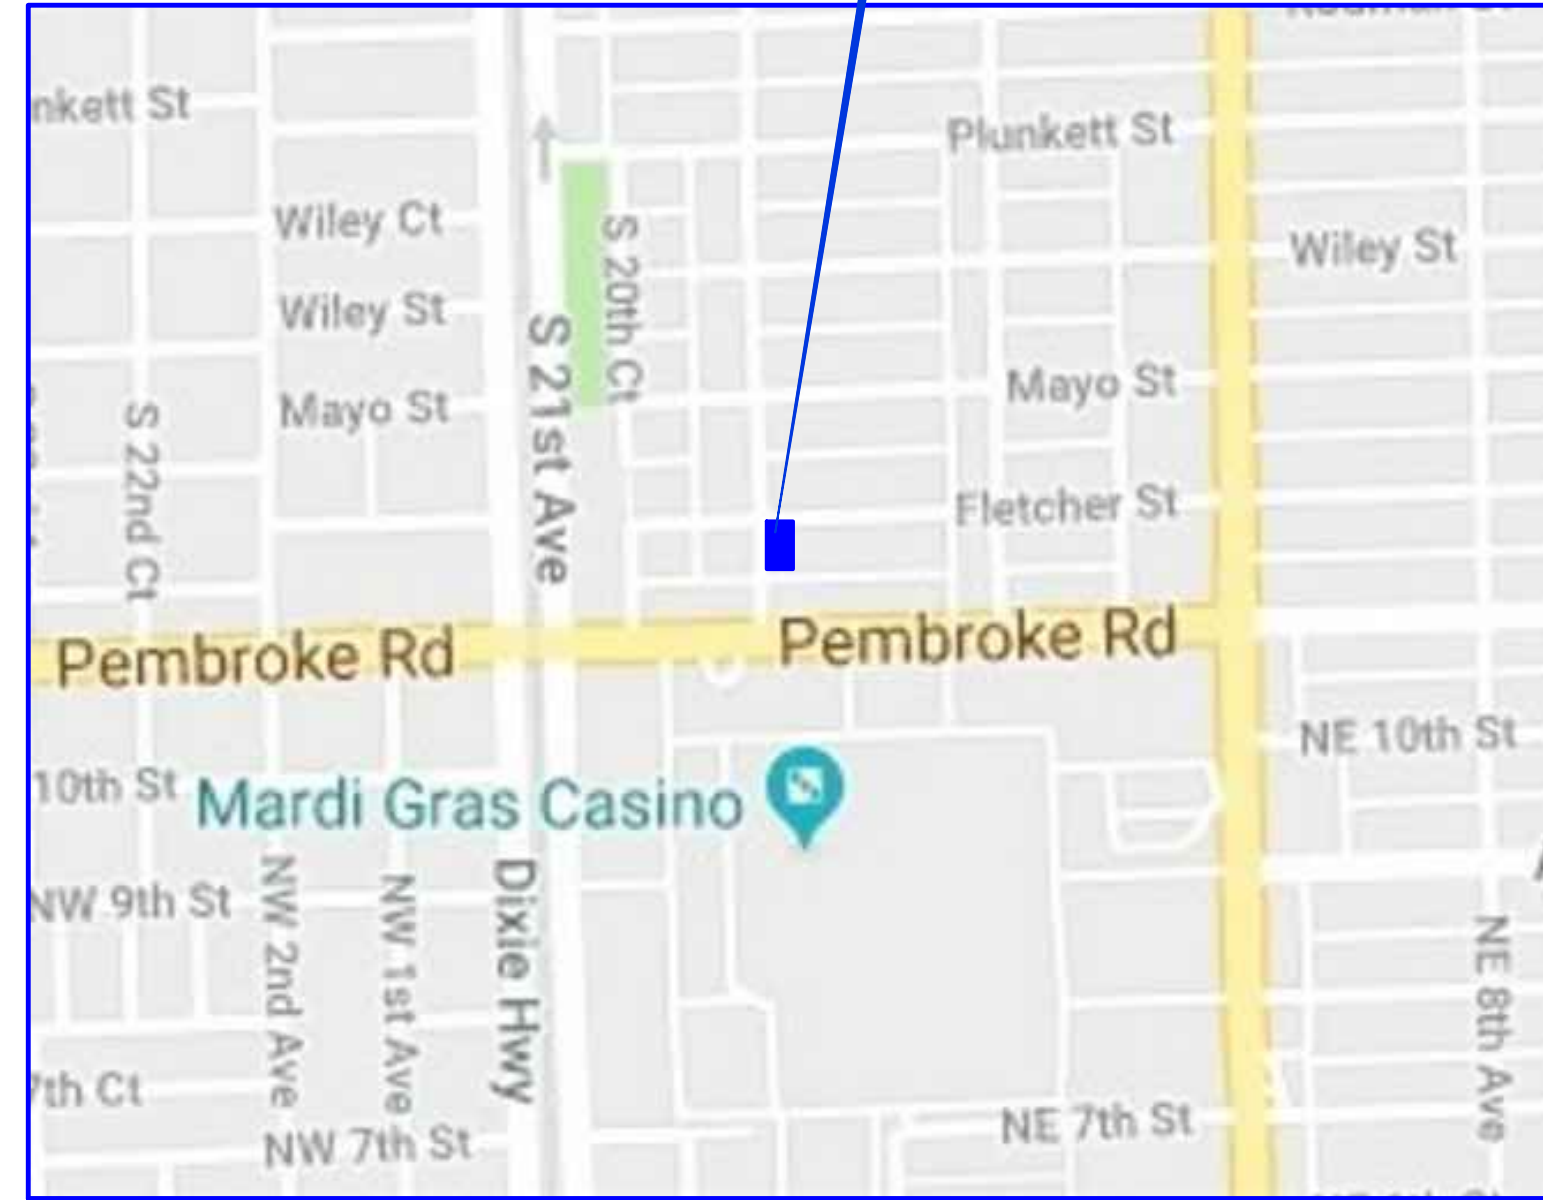 nkett St
Plunkett St
Wiley Ct
S 20th Ct
Wiley St
Wiley St
S 21st Ave
Mayo St
Mayo St
S 22nd Ct
Fletcher St
Pembroke Rd
Pembroke Rd
NE 10th St
10th St
Mardi Gras Casino
NW 9th St
NW 2nd Ave
NW 1st Ave
Dixie Hwy
NE 8th Ave
7th Ct
NE 7th St
NW 7th St